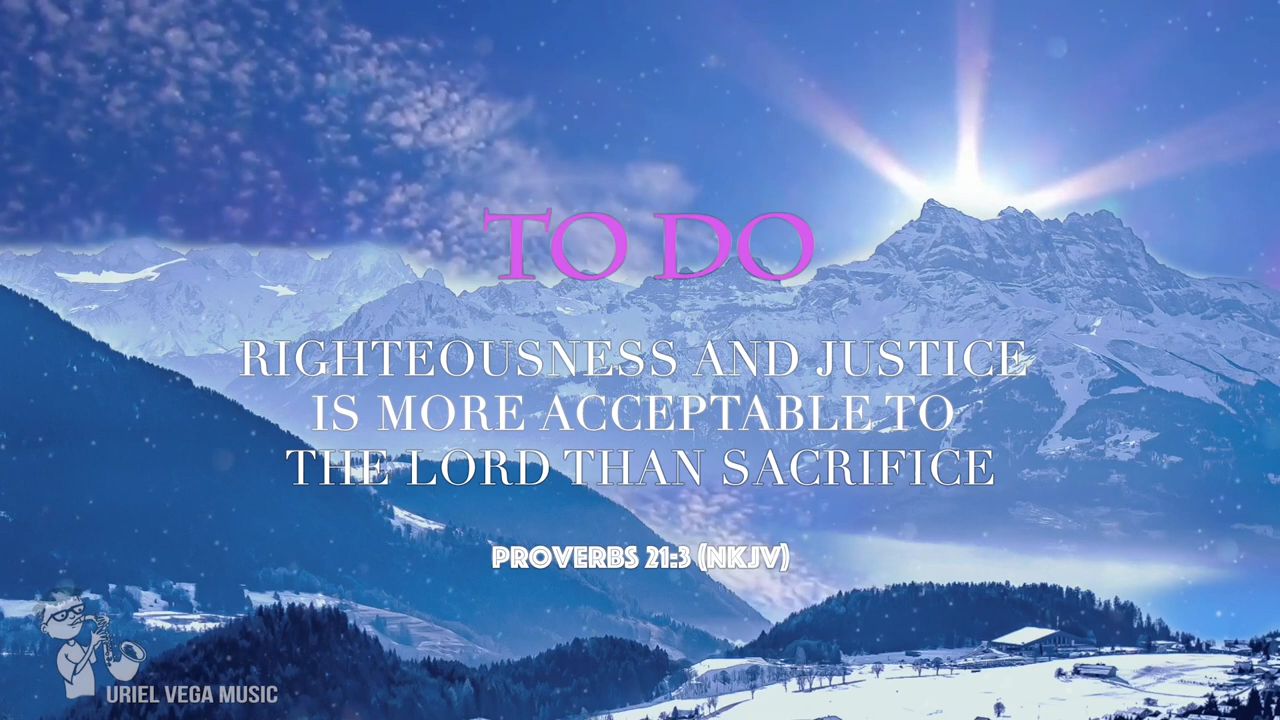 TO DO
RIGHTEOUSNESS AND JUSTICE
IS MORE ACCEPTABLE TO
THE LORD THAN SACRIFICE
PROVERBS 21:3 (NKJV)
URIEL VEGA MUSIC